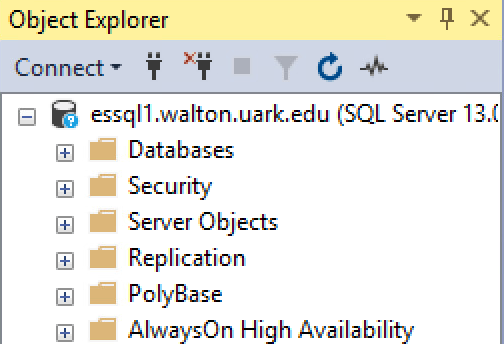 Object Explorer
Connect
essql1.walton.uark.edu (SQL Server 13.
Databases
Security
Server Objects
Replication
PolyBase
AlwaysOn High Availability